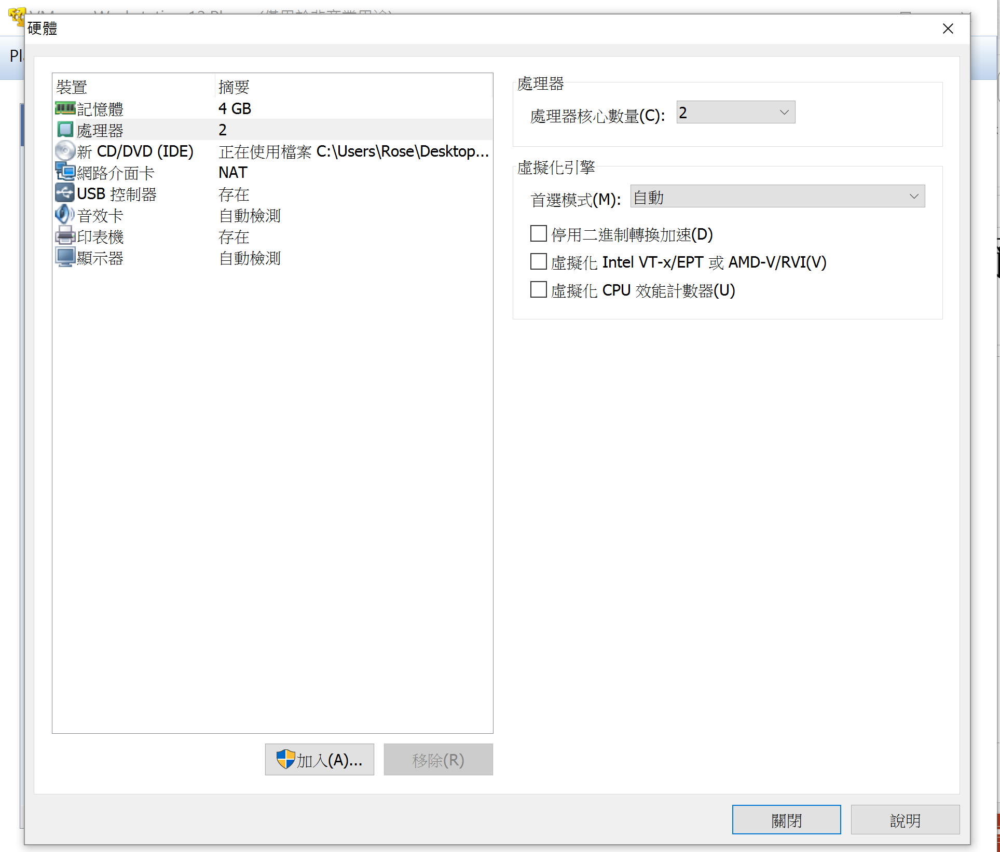 硬體
裝置 摘要
記憶體 4 GB
處理器 2
新 CD/DVD (IDE) 正在使用檔案 C:\Users\Rose\Desktop...
網路介面卡 NAT
USB 控制器 存在
音效卡 自動檢測
印表機 存在
顯示器 自動檢測
加入(A)...
移除(R)
處理器
處理器核心數量(C): 2
虛擬化引擎
首選模式(M): 自動
停用二進制轉換加速(D)
虛擬化 Intel VT-x/EPT 或 AMD-V/RVI(V)
虛擬化 CPU 效能計數器(U)
關閉
說明